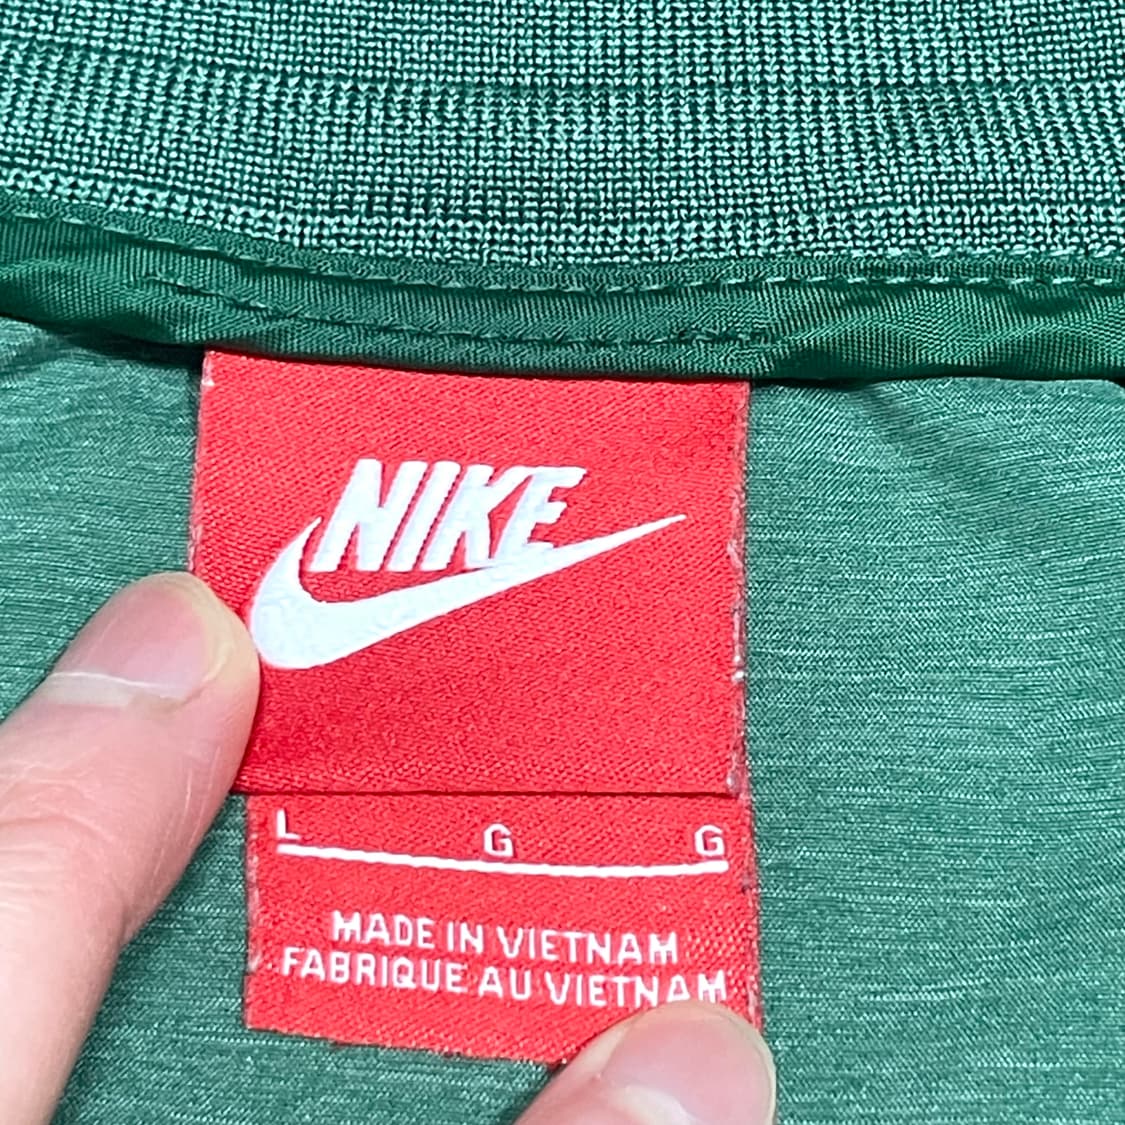 NIKE
L G G
MADE IN VIETNAM
FABRIQUE AU VIETNAM